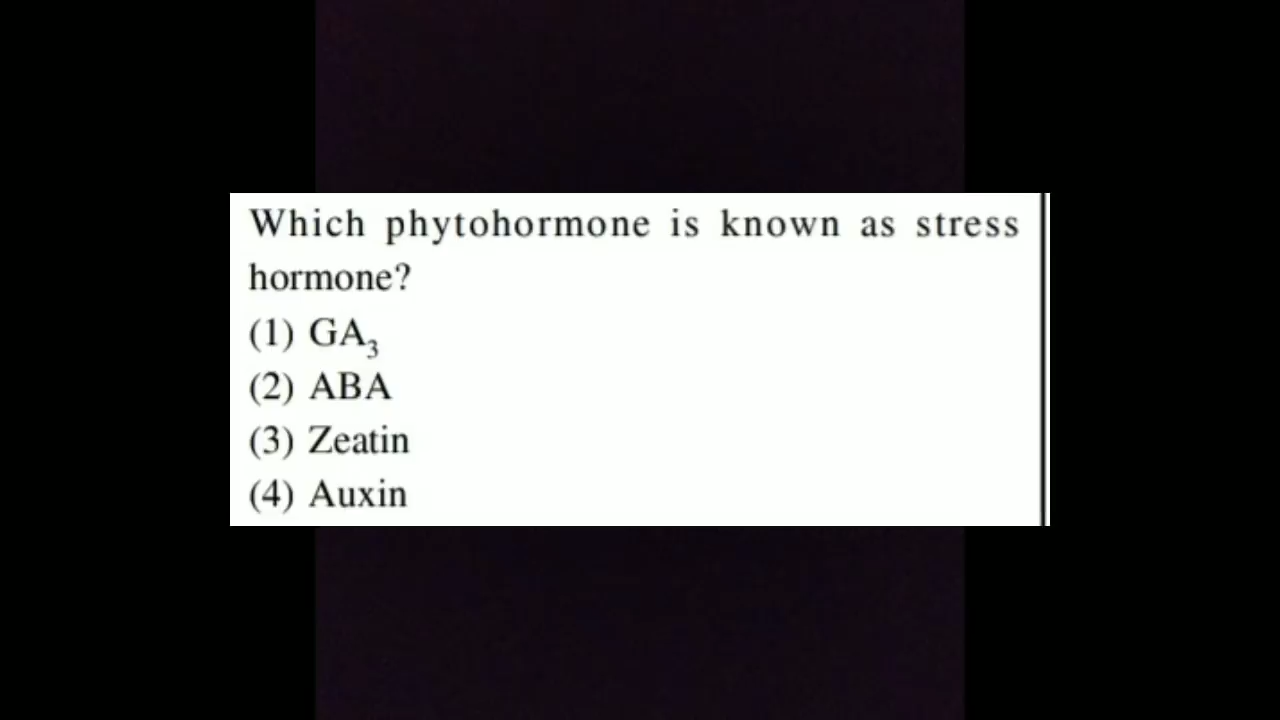 Which phytohormone is known as stress
hormone?
(1) GA₃
(2) ABA
(3) Zeatin
(4) Auxin